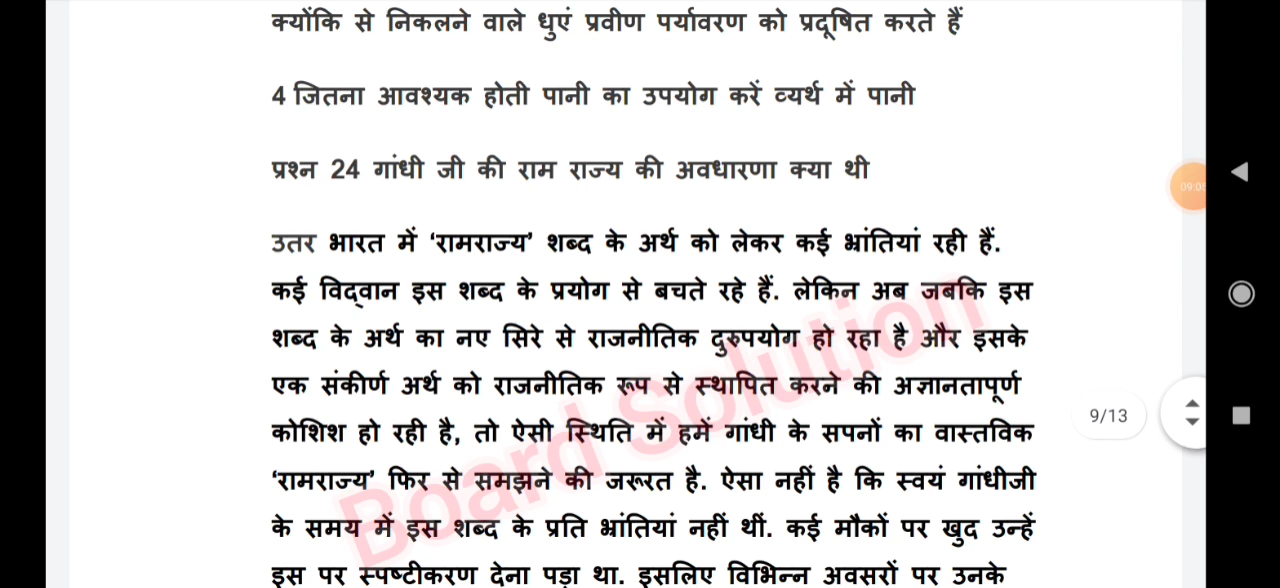 क्योंकि से निकलने वाले धुएं प्रवीण पर्यावरण को प्रदूषित करते हैं
4 जितना आवश्यक होती पानी का उपयोग करें व्यर्थ में पानी
प्रश्न 24 गांधी जी की राम राज्य की अवधारणा क्या थी
उतर भारत में ‘रामराज्य’ शब्द के अर्थ को लेकर कई भ्रांतियां रही हैं.
कई विद्वान इस शब्द के प्रयोग से बचते रहे हैं. लेकिन अब जबकि इस
शब्द के अर्थ का नए सिरे से राजनीतिक दुरुपयोग हो रहा है और इसके
एक संकीर्ण अर्थ को राजनीतिक रूप से स्थापित करने की अज्ञानतापूर्ण
कोशिश हो रही है, तो ऐसी स्थिति में हमें गांधी के सपनों का वास्तविक
‘रामराज्य’ फिर से समझने की जरूरत है. ऐसा नहीं है कि स्वयं गांधीजी
के समय में इस शब्द के प्रति भ्रांतियां नहीं थीं. कई मौकों पर खुद उन्हें
इस पर स्पष्टीकरण देना पड़ा था. इसलिए विभिन्न अवसरों पर उनके
Board Solution
09:05
9/13